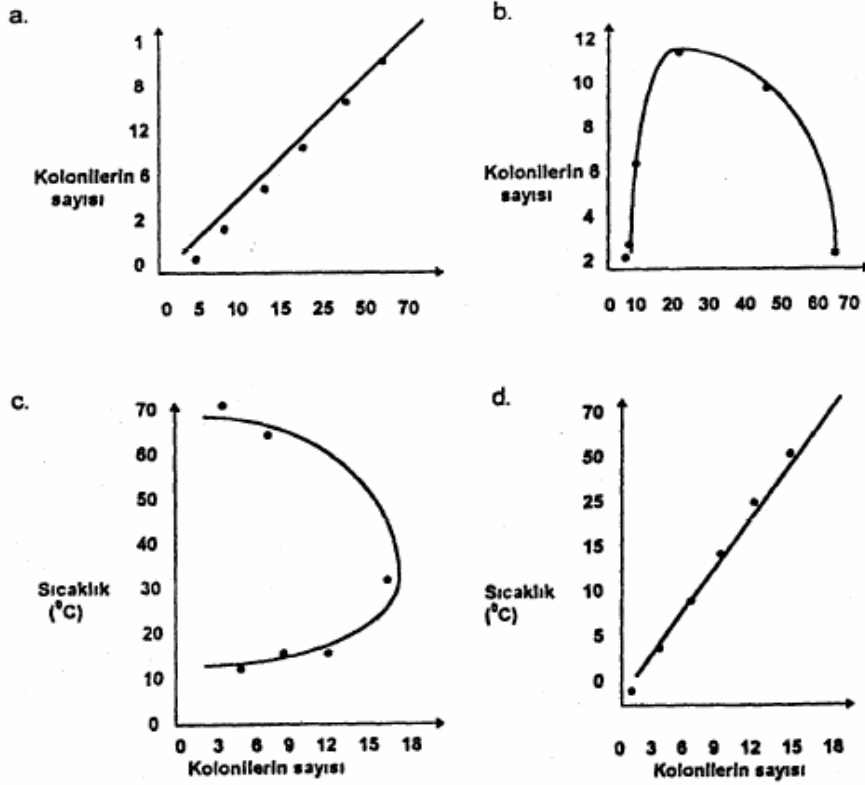 a.
1
8
12
Kolonilerin 6
sayısı
2
0
0 5 10 15 25 50 70
b.
12
10
8
Kolonilerin 6
sayısı
4
2
0 10 20 30 40 50 60 70
c.
70
60
50
40
Sıcaklık 30
(⁰C)
20
10
0
0 3 6 9 12 15 18
Kolonilerin sayısı
d.
70
50
25
15
Sıcaklık 10
(⁰C)
5
0
0 3 6 9 12 15 18
Kolonilerin sayısı